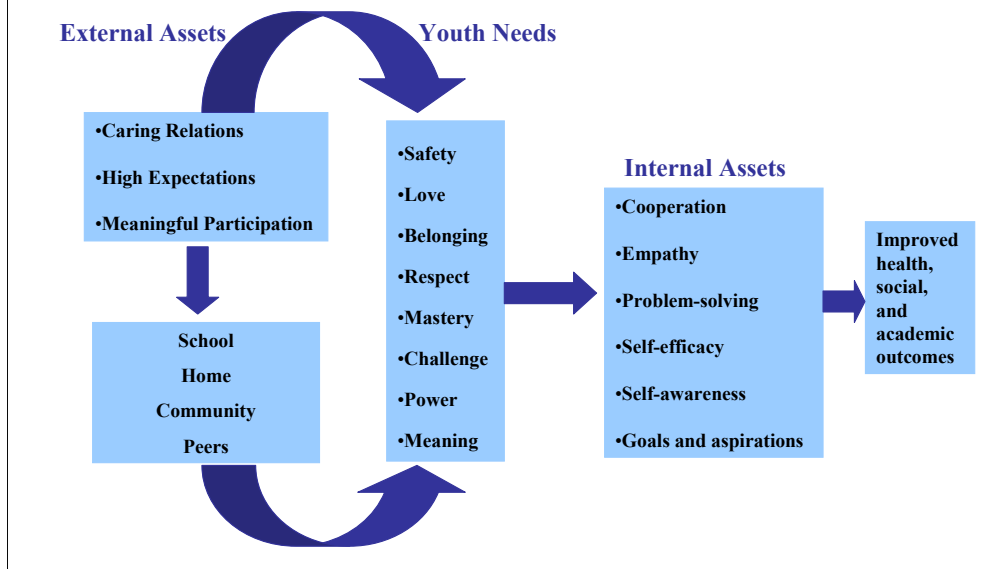 External Assets
Youth Needs
•Caring Relations
•High Expectations
•Meaningful Participation
School
Home
Community
Peers
•Safety
•Love
•Belonging
•Respect
•Mastery
•Challenge
•Power
•Meaning
Internal Assets
•Cooperation
•Empathy
•Problem-solving
•Self-efficacy
•Self-awareness
•Goals and aspirations
Improved
health,
social,
and
academic
outcomes